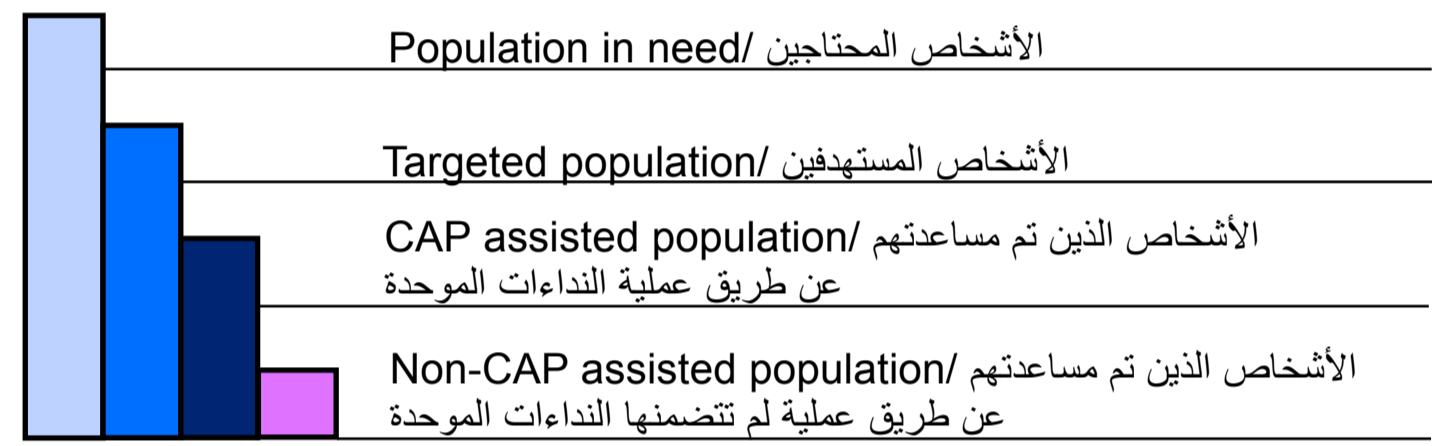 Population in need/ الأشخاص المحتاجين
Targeted population/ الأشخاص المستهدفين
CAP assisted population/ الأشخاص الذين تم مساعدتهم
عن طريق عملية النداءات الموحدة
Non-CAP assisted population/ الأشخاص الذين تم مساعدتهم
عن طريق عملية لم تتضمنها النداءات الموحدة